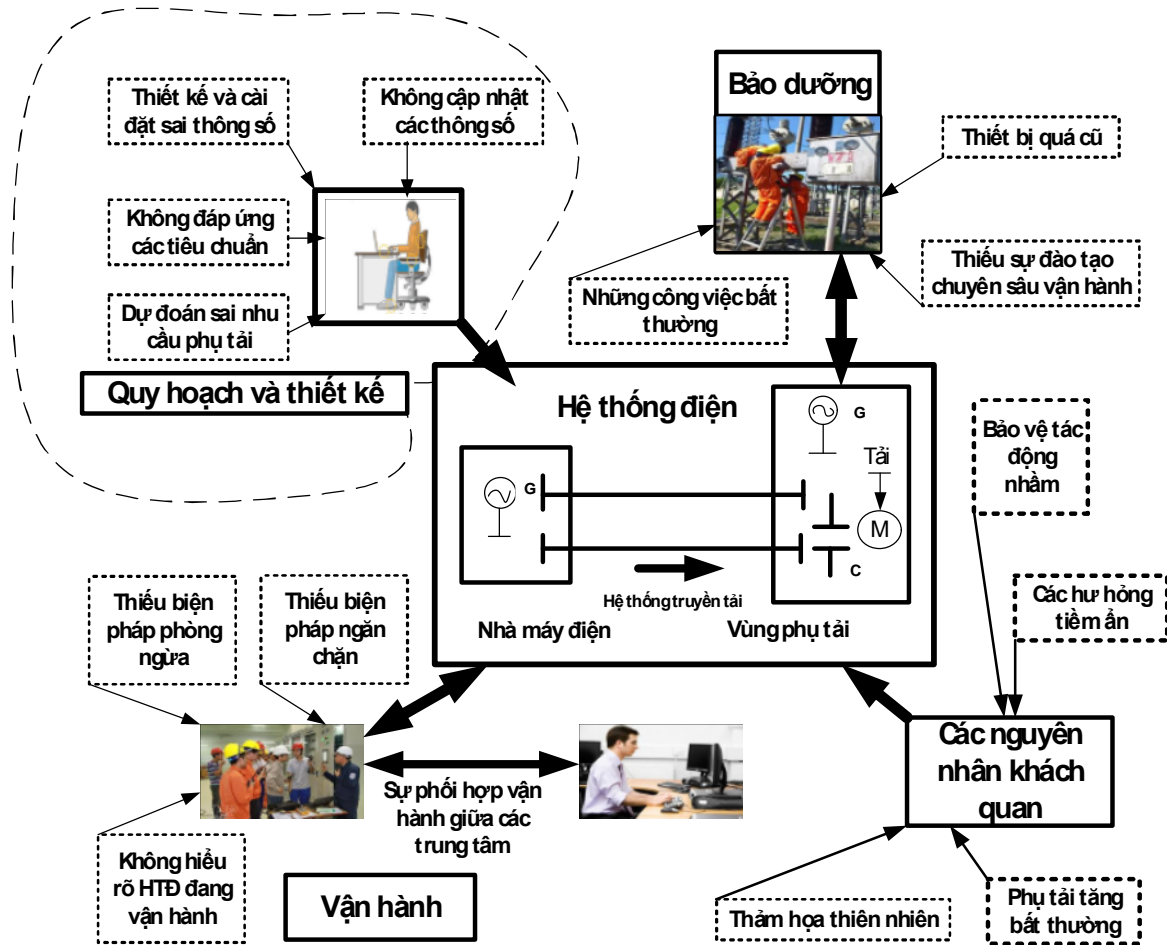 Thiết kế và cài
đặt sai thông số
Không cập nhật
các thông số
Không đáp ứng
các tiêu chuẩn
Dự đoán sai nhu
cầu phụ tải
Quy hoạch và thiết kế
Bảo dưỡng
Thiết bị quá cũ
Thiếu sự đào tạo
chuyên sâu vận hành
Những công việc bất
thường
Hệ thống điện
G
G
Tải
M
C
Hệ thống truyền tải
Nhà máy điện
Vùng phụ tải
Bảo vệ tác
động
nhầm
Các hư hỏng
tiềm ẩn
Các nguyên
nhân khách
quan
Thảm họa thiên nhiên
Phụ tải tăng
bất thường
Thiếu biện
pháp phòng
ngừa
Thiếu biện
pháp ngăn
chặn
Sự phối hợp vận
hành giữa các
trung tâm
Không hiểu
rõ HTĐ đang
vận hành
Vận hành